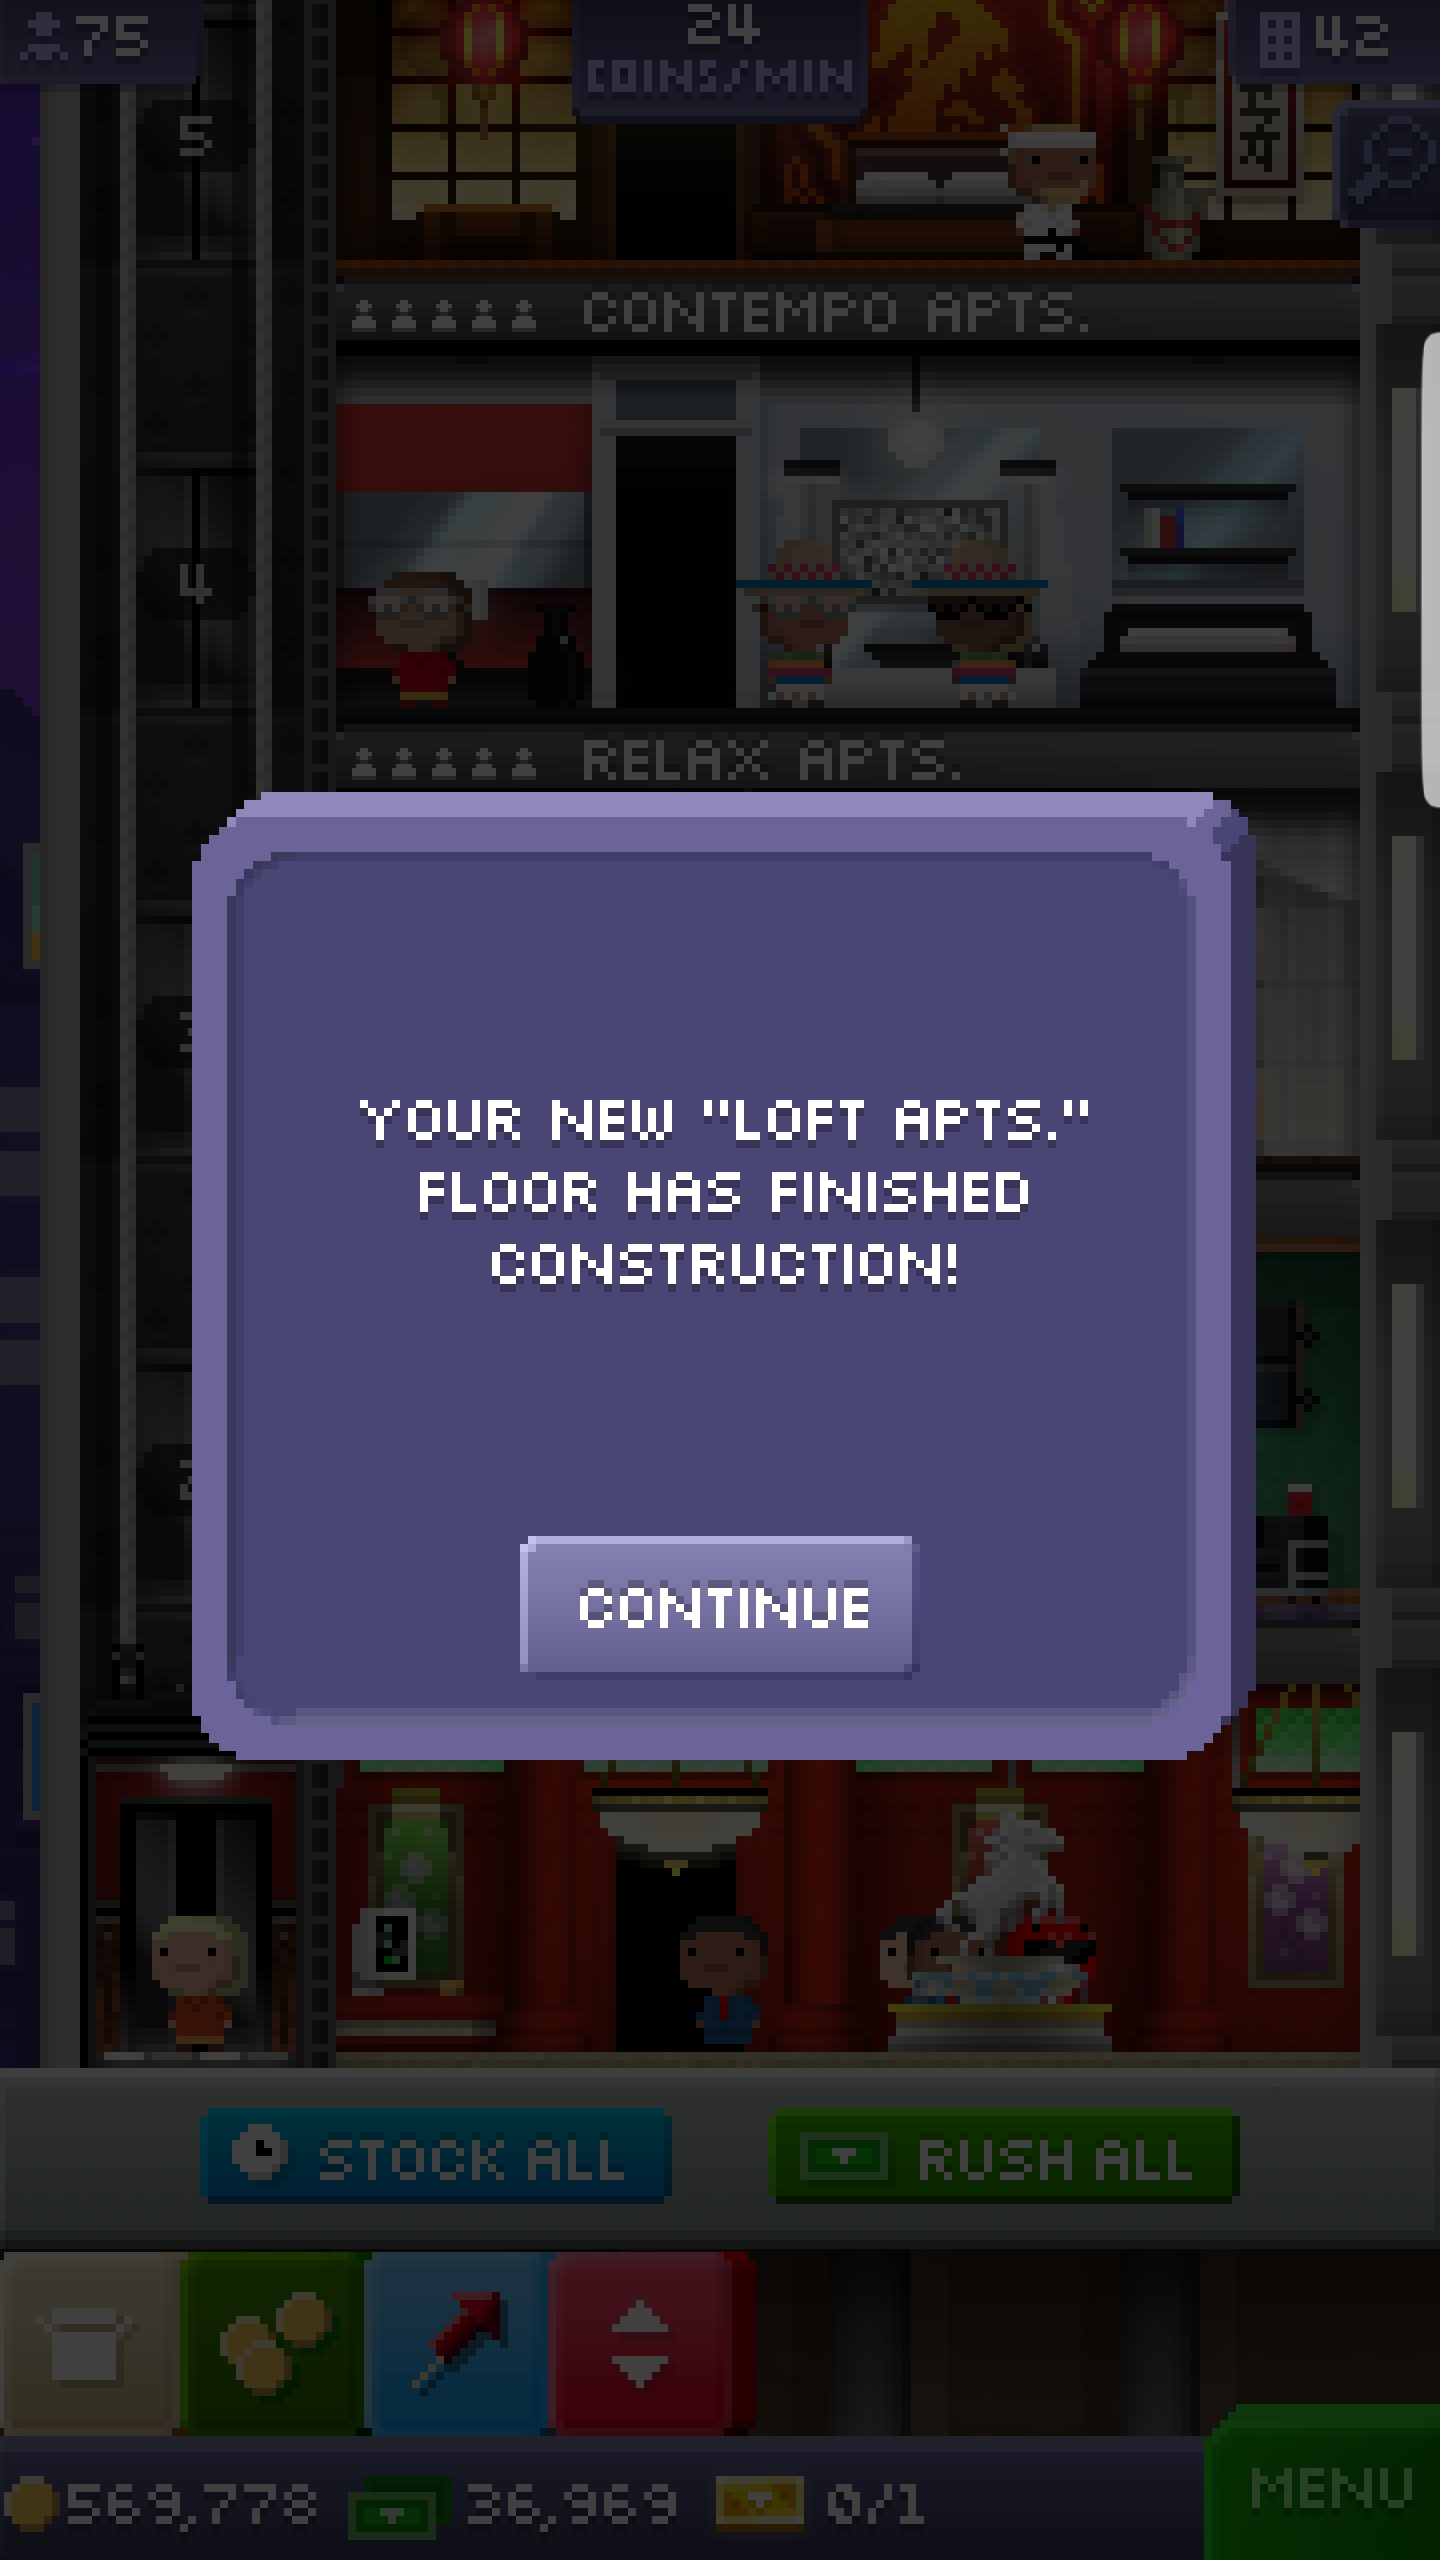 75
24
COINS/MIN
42
5
CONTEMPO APTS.
4
RELAX APTS.
YOUR NEW "LOFT APTS."
FLOOR HAS FINISHED
CONSTRUCTION!
CONTINUE
STOCK ALL
RUSH ALL
569,778
36,969
0/1
MENU